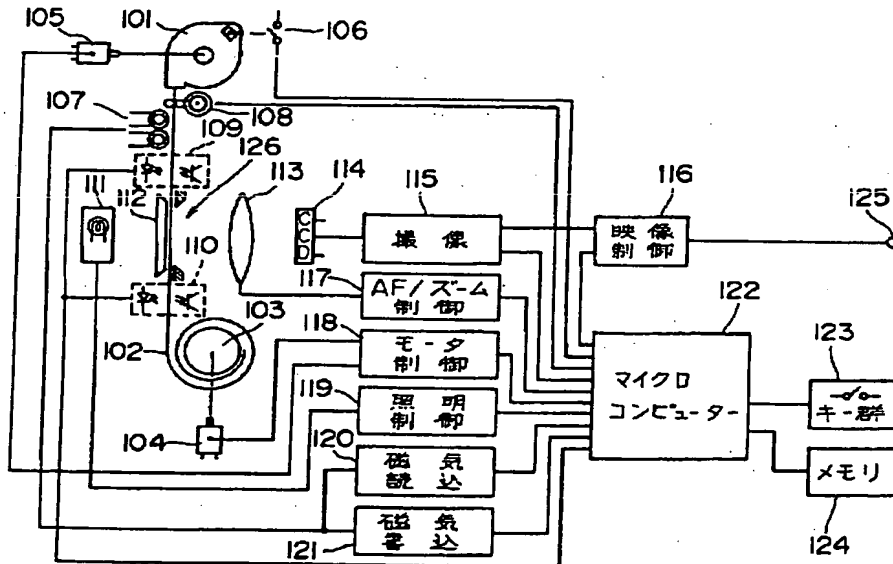 105
101
106
107
108
109
126
113
114
115
116
125
111
112
CCD
撮像
映像
制御
110
117
AF/ズーム
制御
122
102
103
118
モータ
制御
マイクロ
コンピューター
123
キー群
119
照明
制御
104
120
磁気
読込
メモリ
124
121
磁気
書込